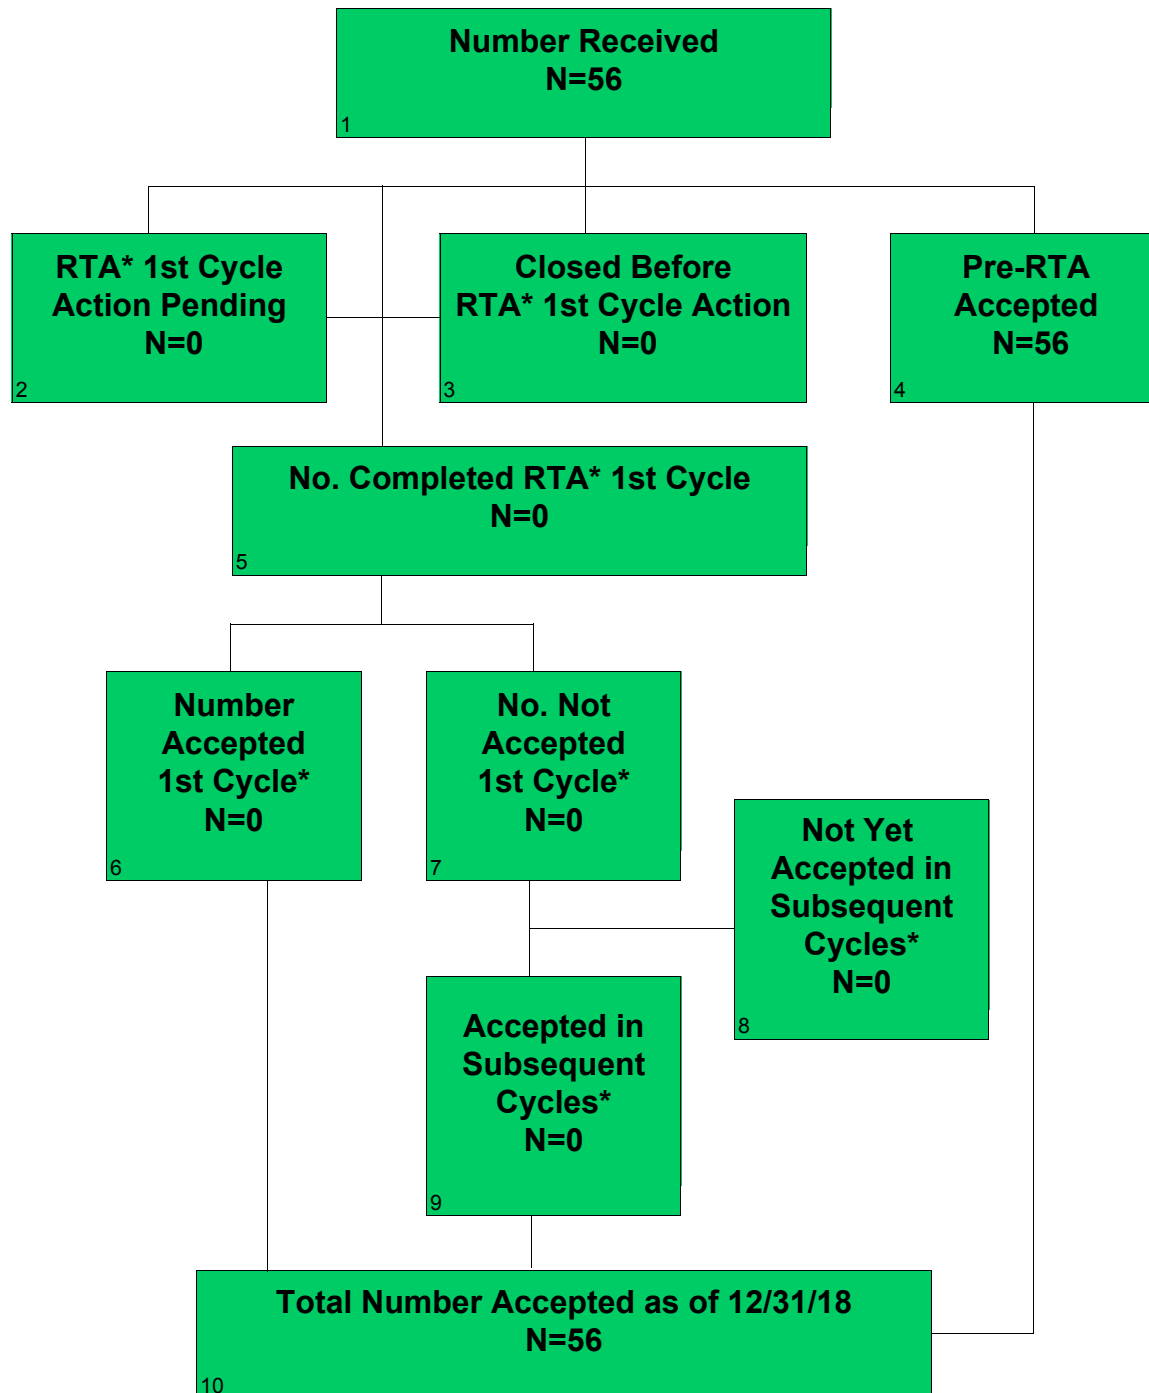 Number Received
N=56
1
RTA* 1st Cycle
Action Pending
N=0
2
Closed Before
RTA* 1st Cycle Action
N=0
3
Pre-RTA
Accepted
N=56
4
No. Completed RTA* 1st Cycle
N=0
5
Number
Accepted
1st Cycle*
N=0
6
No. Not
Accepted
1st Cycle*
N=0
7
Not Yet
Accepted in
Subsequent
Cycles*
N=0
8
Accepted in
Subsequent
Cycles*
N=0
9
Total Number Accepted as of 12/31/18
N=56
10